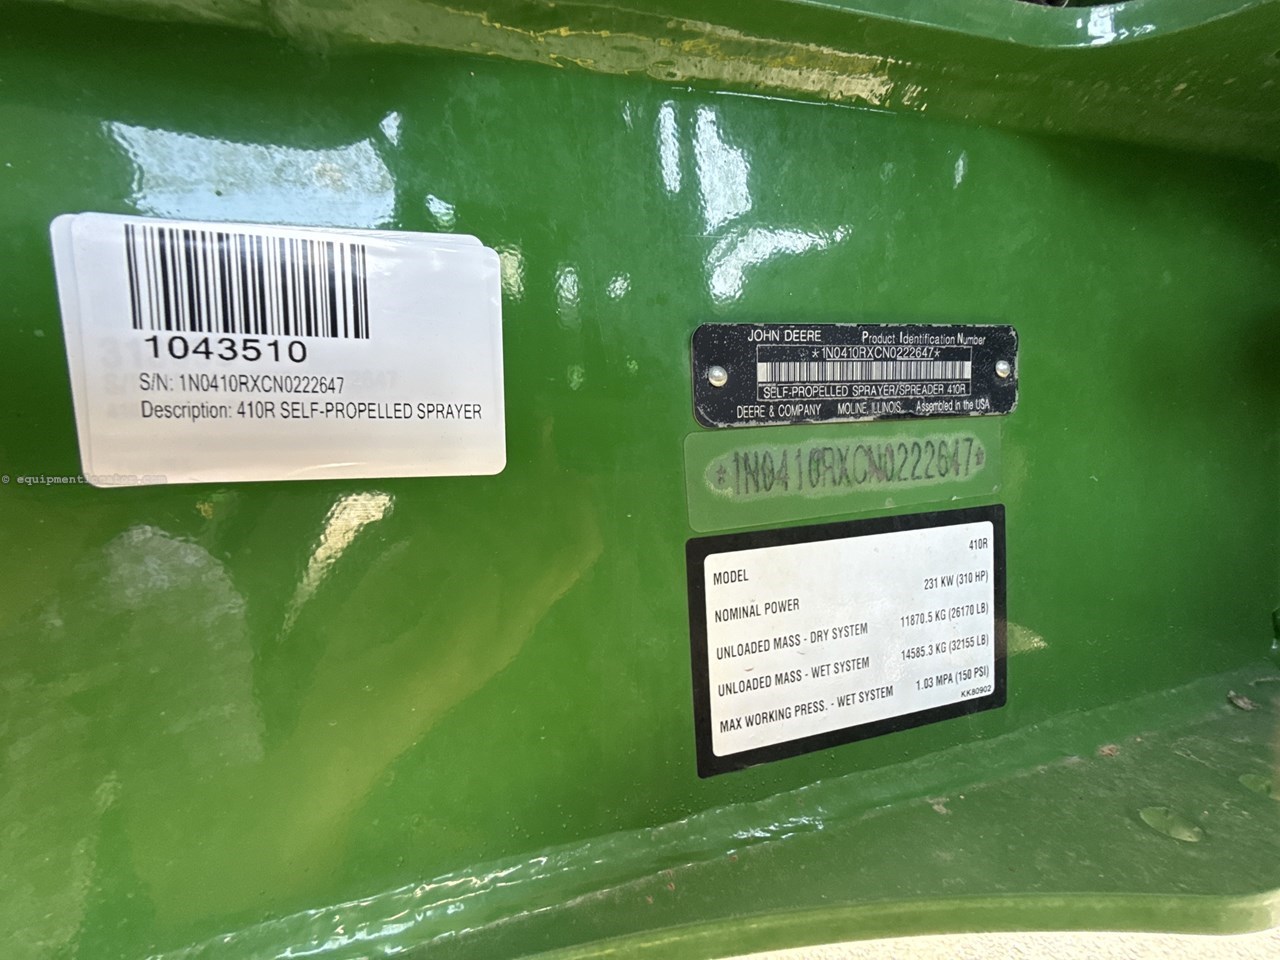 1043510
S/N: 1N0410RXCN0222647
Description: 410R SELF-PROPELLED SPRAYER
JOHN DEERE Product Identification Number
*1N0410RXCN0222647*
SELF-PROPELLED SPRAYER/SPREADER 410R
DEERE & COMPANY MOLINE, ILLINOIS Assembled in the USA
*1N0410RXCN0222647*
MODEL 410R
NOMINAL POWER 231 KW (310 HP)
UNLOADED MASS - DRY SYSTEM 11870.5 KG (26170 LB)
UNLOADED MASS - WET SYSTEM 14585.3 KG (32155 LB)
MAX WORKING PRESS. - WET SYSTEM 1.03 MPA (150 PSI)
KK80902